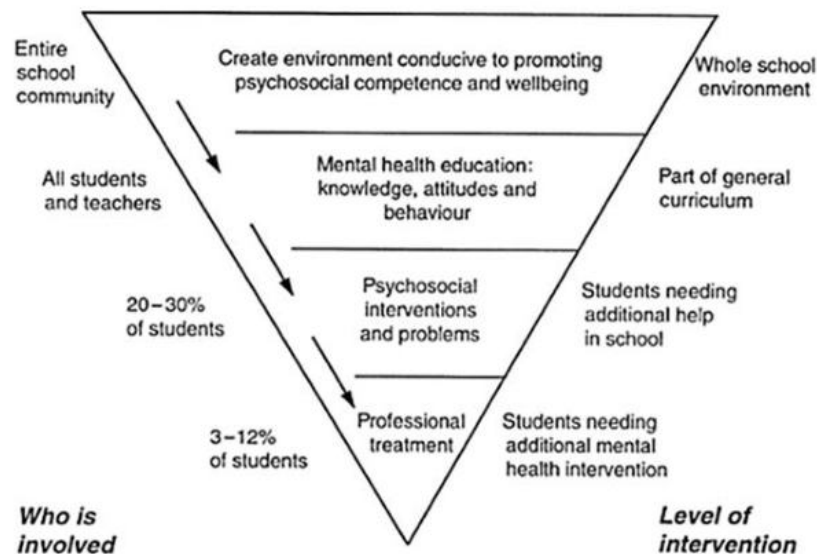 Entire
school
community
Create environment conducive to promoting
psychosocial competence and wellbeing
Whole school
environment
All students
and teachers
Mental health education:
knowledge, attitudes and
behaviour
Part of general
curriculum
20–30%
of students
Psychosocial
interventions
and problems
Students needing
additional help
in school
3–12%
of students
Professional
treatment
Students needing
additional mental
health intervention
Who is
involved
Level of
intervention